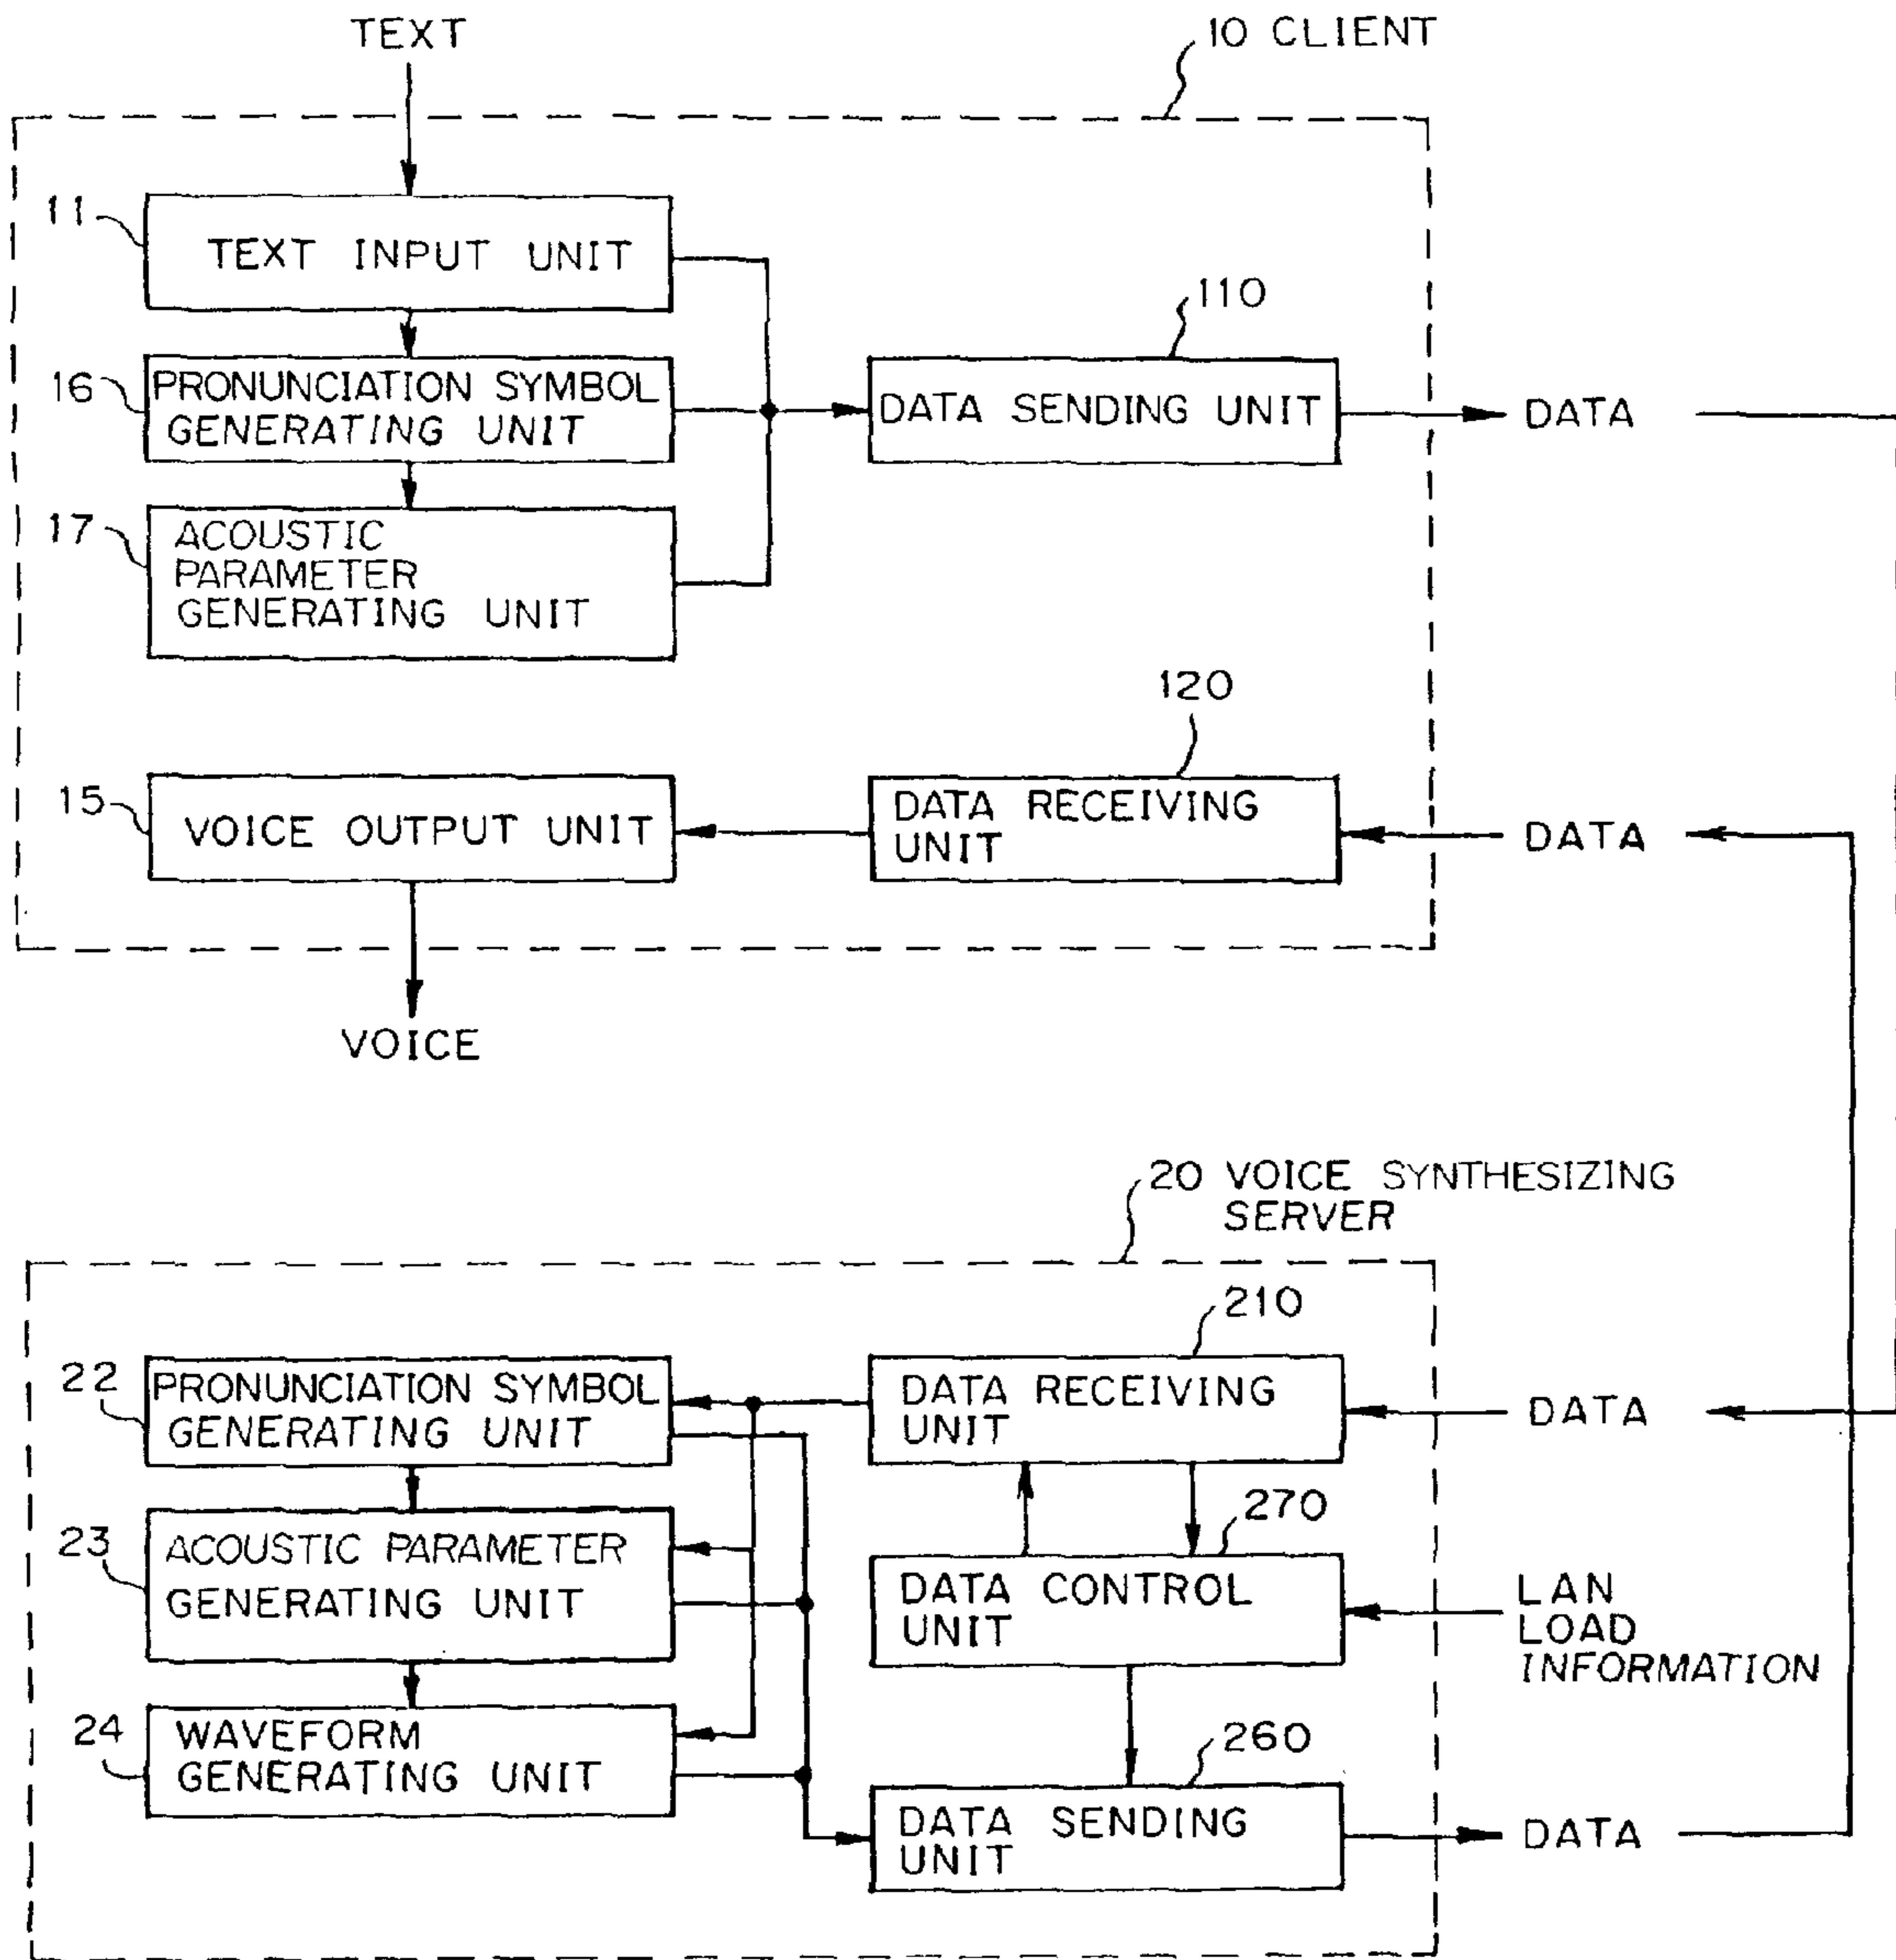 TEXT
10 CLIENT
11
TEXT INPUT UNIT
110
16
PRONUNCIATION SYMBOL
GENERATING UNIT
DATA SENDING UNIT
DATA
17
ACOUSTIC
PARAMETER
GENERATING UNIT
120
15
VOICE OUTPUT UNIT
DATA RECEIVING
UNIT
DATA
VOICE
20 VOICE SYNTHESIZING
SERVER
210
22
PRONUNCIATION SYMBOL
GENERATING UNIT
DATA RECEIVING
UNIT
DATA
270
23
ACOUSTIC PARAMETER
GENERATING UNIT
DATA CONTROL
UNIT
LAN
LOAD
INFORMATION
24
WAVEFORM
GENERATING UNIT
260
DATA SENDING
UNIT
DATA